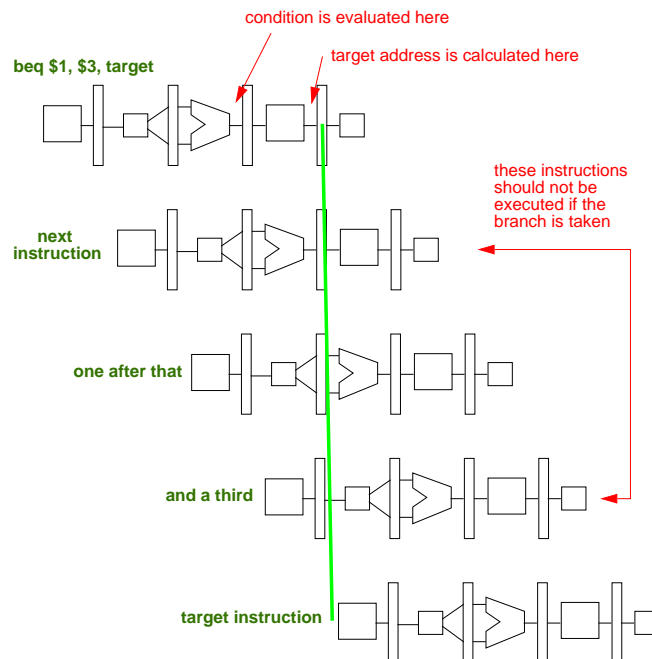 condition is evaluated here
target address is calculated here
beq $1, $3, target
these instructions
should not be
executed if the
branch is taken
next
instruction
one after that
and a third
target instruction